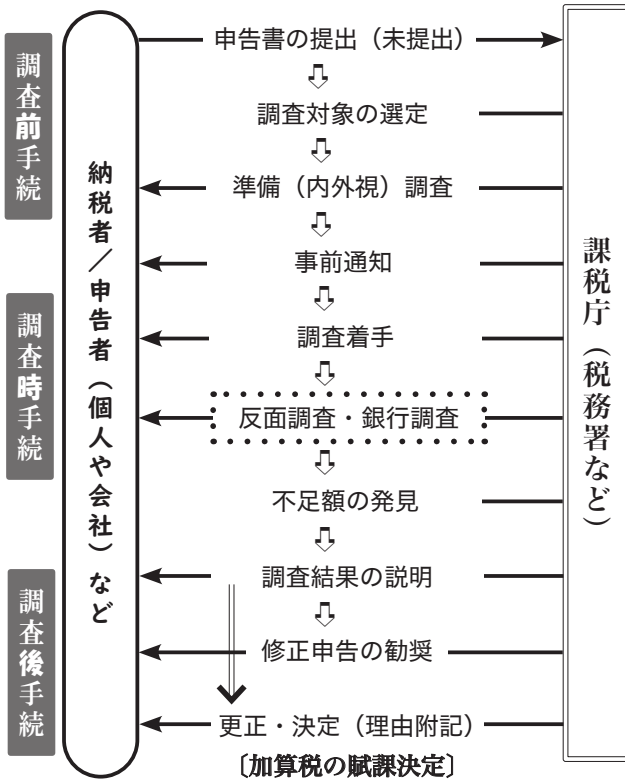 調査前手続
調査時手続
調査後手続
納税者／申告者（個人や会社）など
申告書の提出（未提出）
調査対象の選定
準備（内外視）調査
事前通知
調査着手
反面調査・銀行調査
不足額の発見
調査結果の説明
修正申告の勧奨
更正・決定（理由附記）
〔加算税の賦課決定〕
課税庁（税務署など）